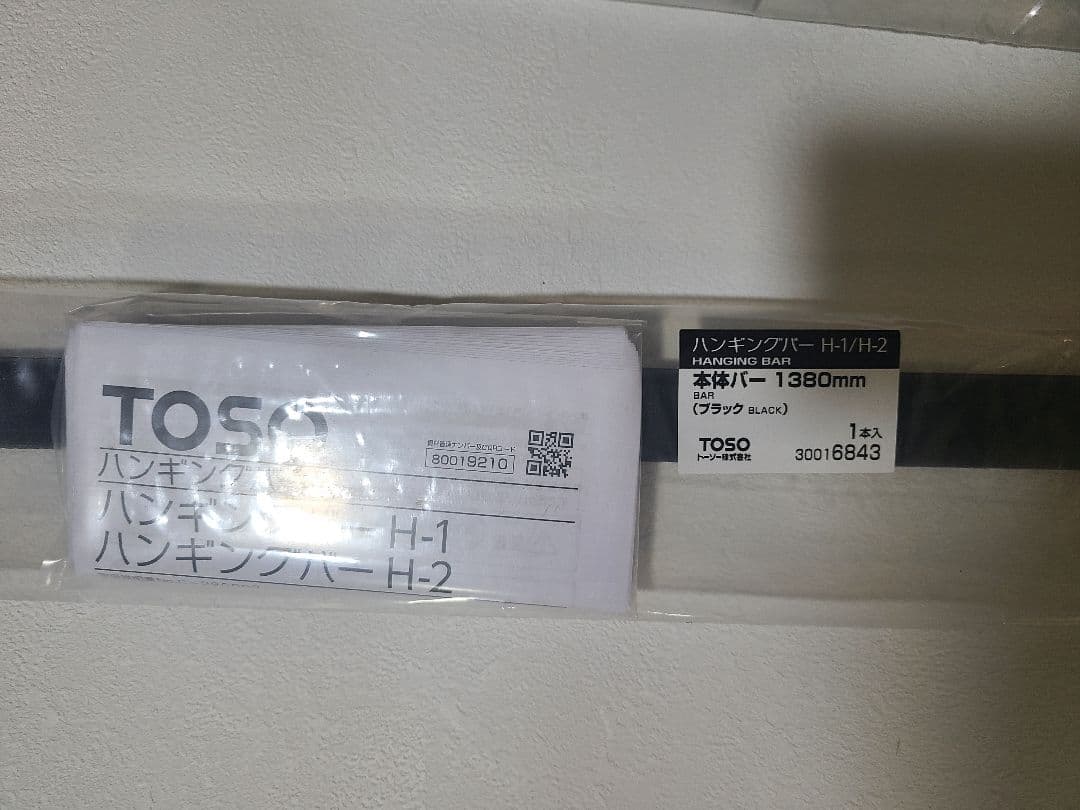 TOSO
ハンギング
ハンギングバー H-1
ハンギングバー H-2
80019210
ハンギングバー H-1/H-2
HANGING BAR
本体バー 1380mm
BAR
(ブラック BLACK)
1本入
TOSO
トーソー株式会社
30016843